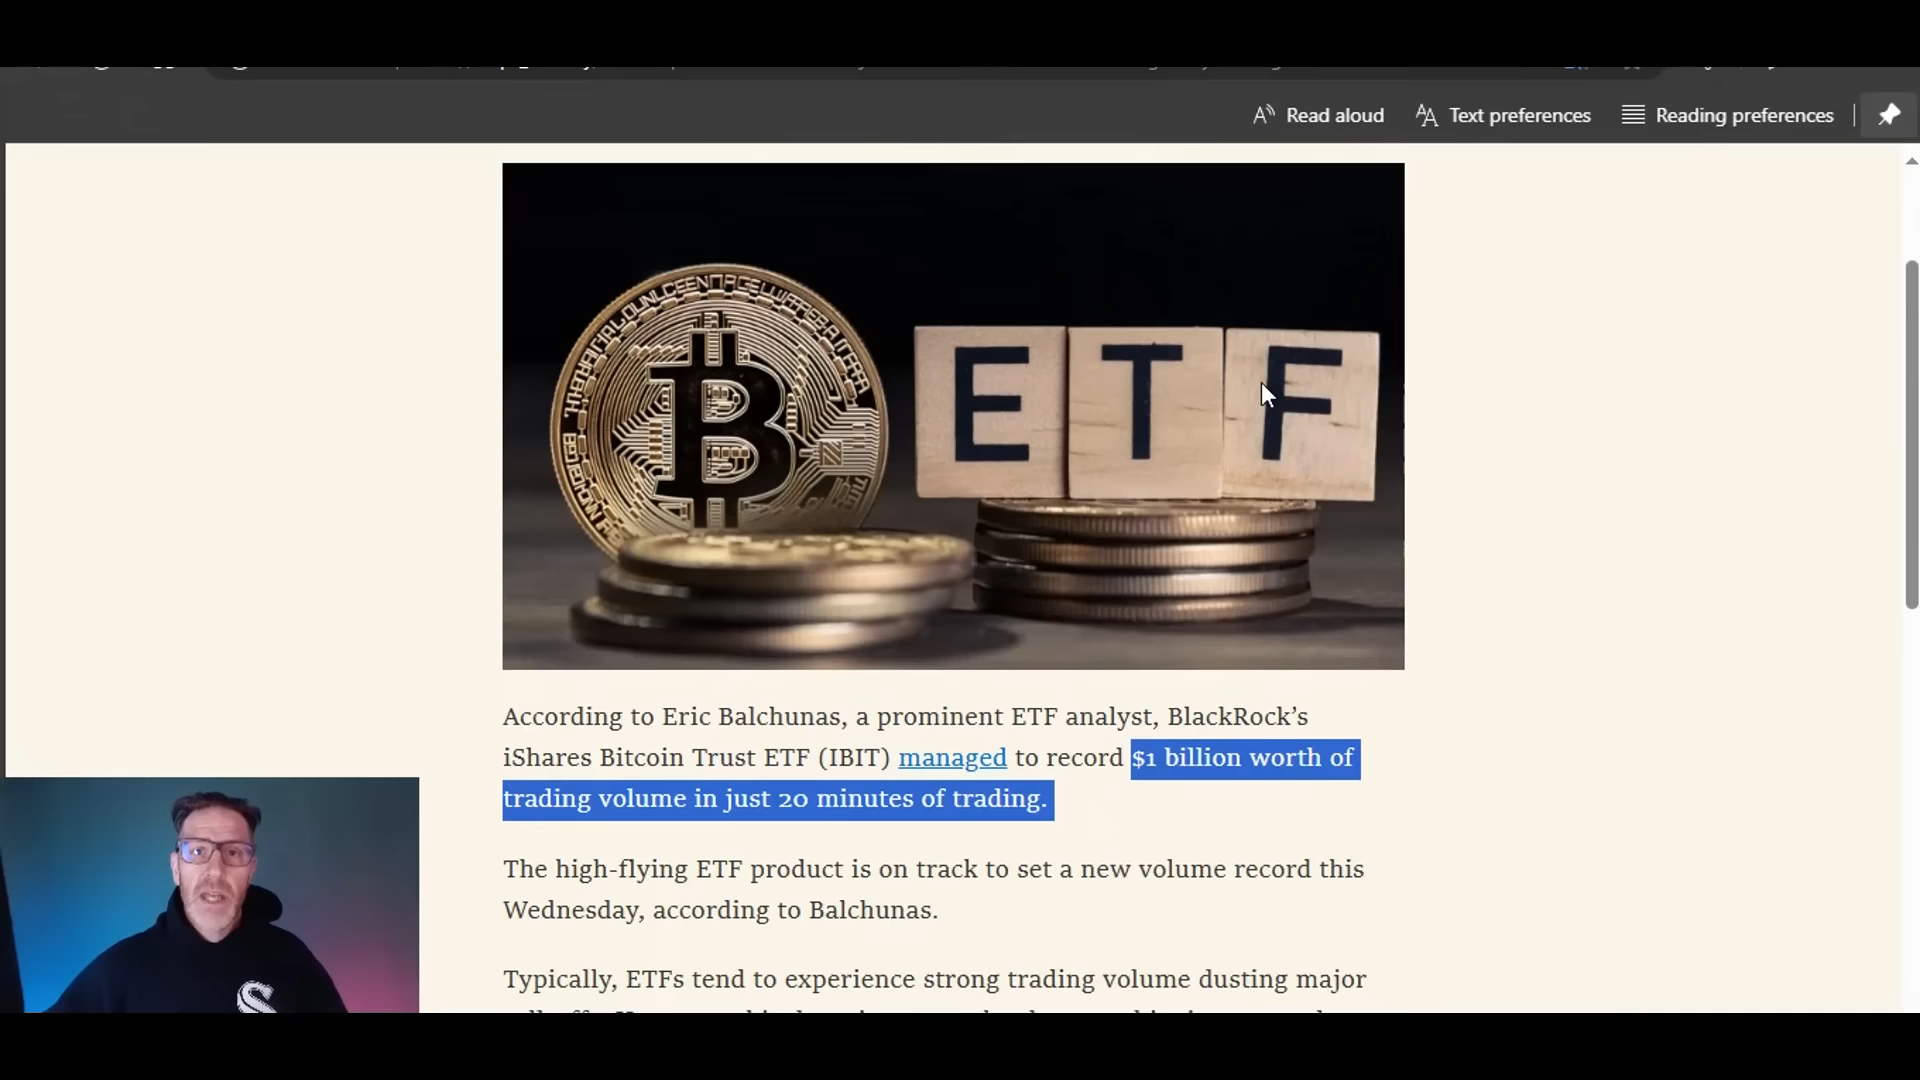 Read aloud
Text preferences
Reading preferences
B
E T F
According to Eric Balchunas, a prominent ETF analyst, BlackRock’s
iShares Bitcoin Trust ETF (IBIT) managed to record $1 billion worth of
trading volume in just 20 minutes of trading.
The high-flying ETF product is on track to set a new volume record this
Wednesday, according to Balchunas.
Typically, ETFs tend to experience strong trading volume dusting major
S